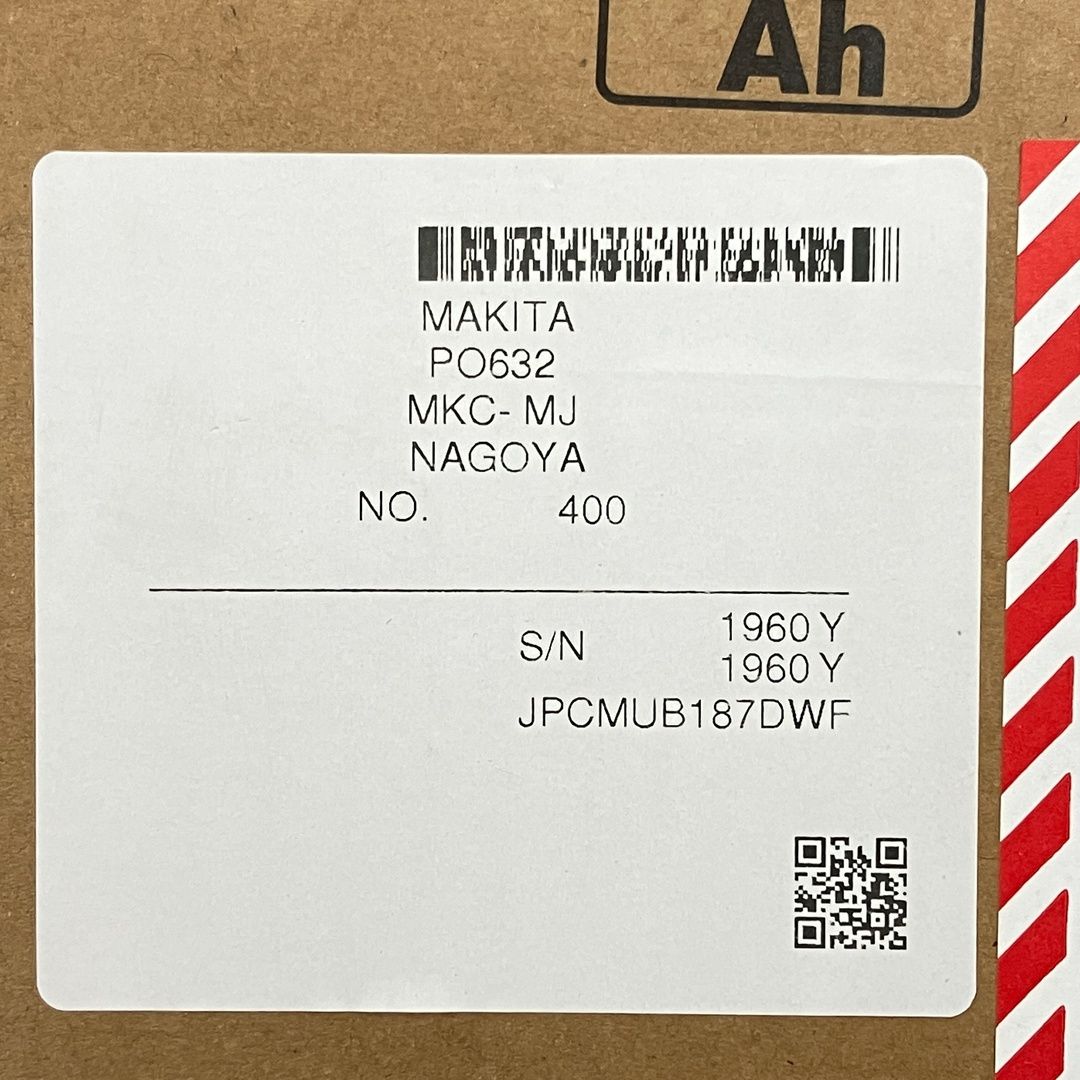 Ah
MAKITA
PO632
MKC- MJ
NAGOYA
NO. 400
S/N 1960 Y
1960 Y
JPCMUB187DWF